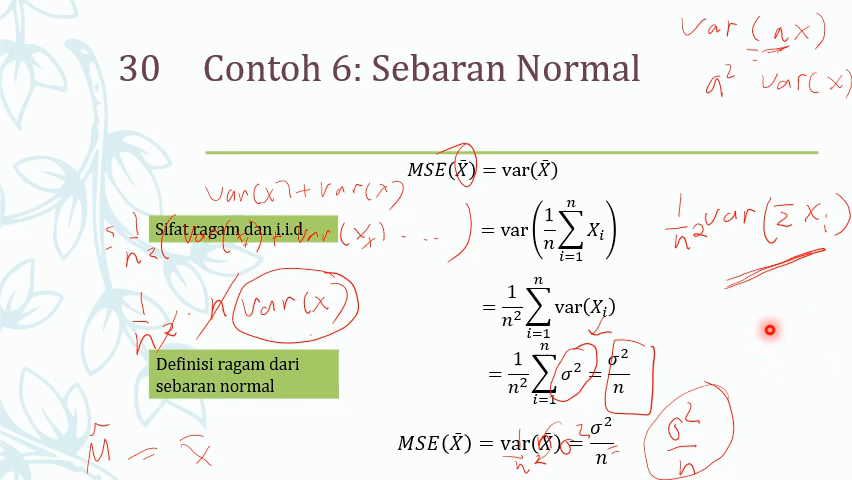 30 Contoh 6: Sebaran Normal
var (ax)
a² var(x)
MSE(X̄) = var(X̄)
var(x) + var(x)
Sifat ragam dan i.i.d
= var(1/n ∑_{i=1}^{n} X_i)
1/n² var(∑ x_i)
= 1/n² ∑_{i=1}^{n} var(X_i)
1/n² · n var(x)
Definisi ragam dari
sebaran normal
= 1/n² ∑_{i=1}^{n} σ² = σ²/n
MSE(X̄) = var(X̄) = σ²/n
σ²/n
= x̄